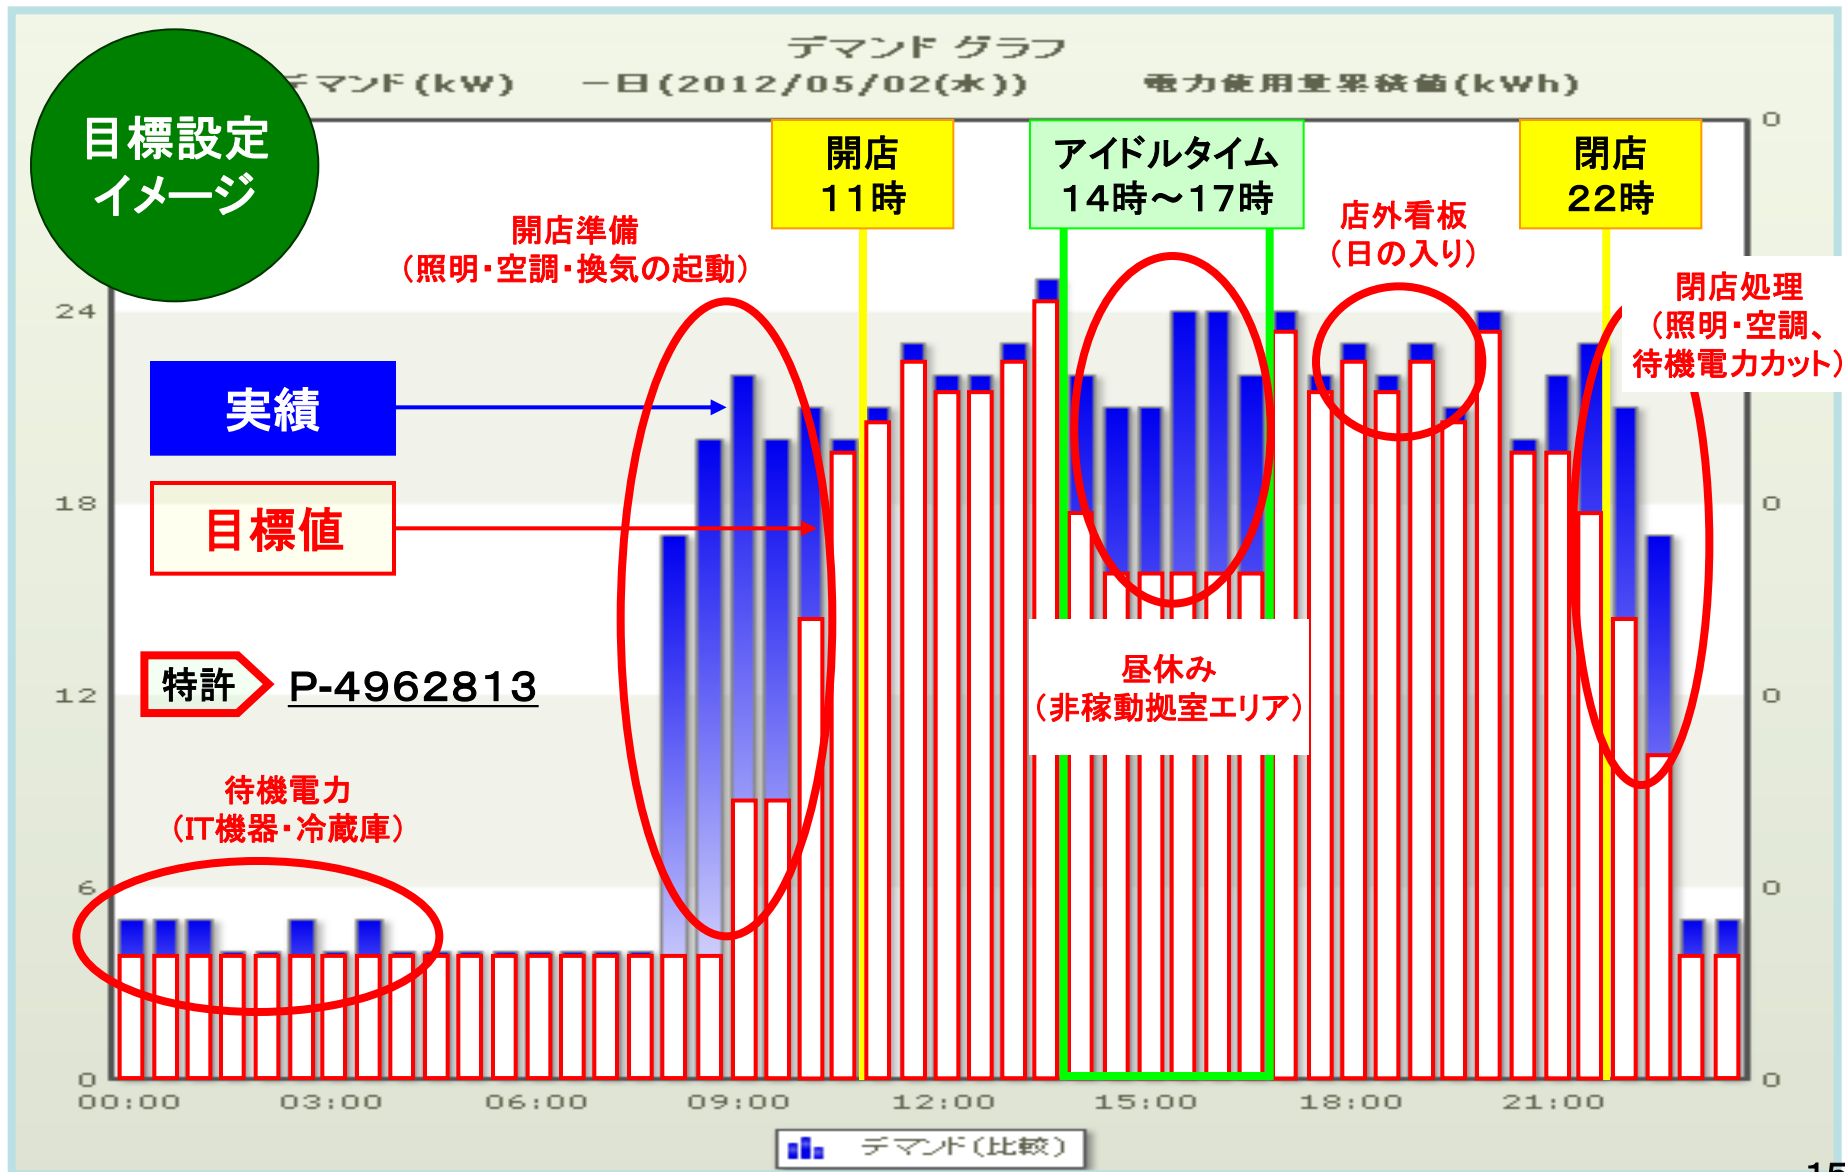 デマンド グラフ
デマンド(kW)
一日(2012/05/02(水))
電力使用量累積値(kWh)
目標設定
イメージ
開店
11時
アイドルタイム
14時～17時
閉店
22時
開店準備
（照明・空調・換気の起動）
店外看板
（日の入り）
閉店処理
（照明・空調、
待機電力カット）
実績
目標値
特許
P-4962813
昼休み
（非稼動拠室エリア）
待機電力
（IT機器・冷蔵庫）
24
18
12
6
0
0
0
0
0
0
00:00 03:00 06:00 09:00 12:00 15:00 18:00 21:00
デマンド(比較)